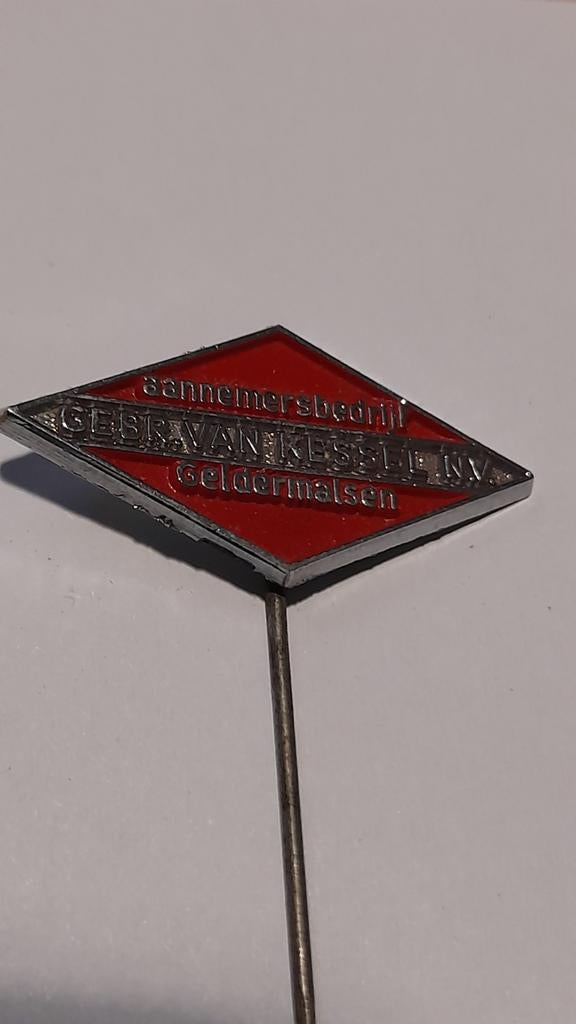 aannemersbedrijf
GEBR. VAN KESSEL N.V.
Geldermalsen